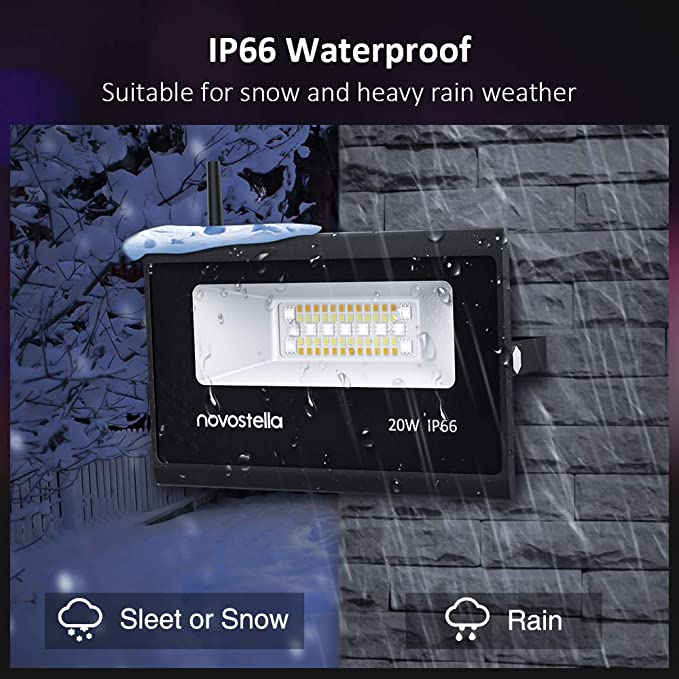 IP66 Waterproof
Suitable for snow and heavy rain weather
novostella
20W IP66
Sleet or Snow
Rain